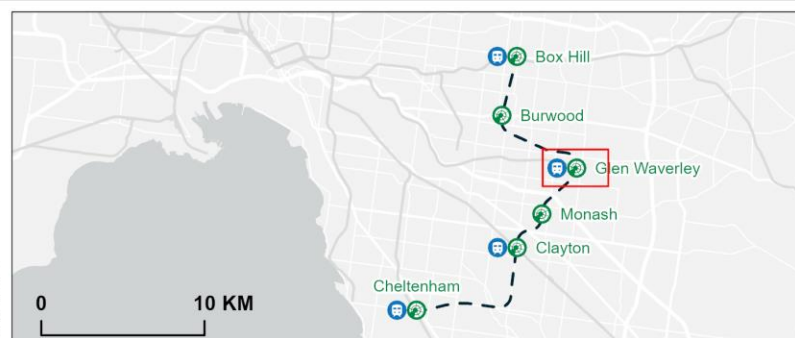 Box Hill
Burwood
Glen Waverley
Monash
Clayton
Cheltenham
0 10 KM